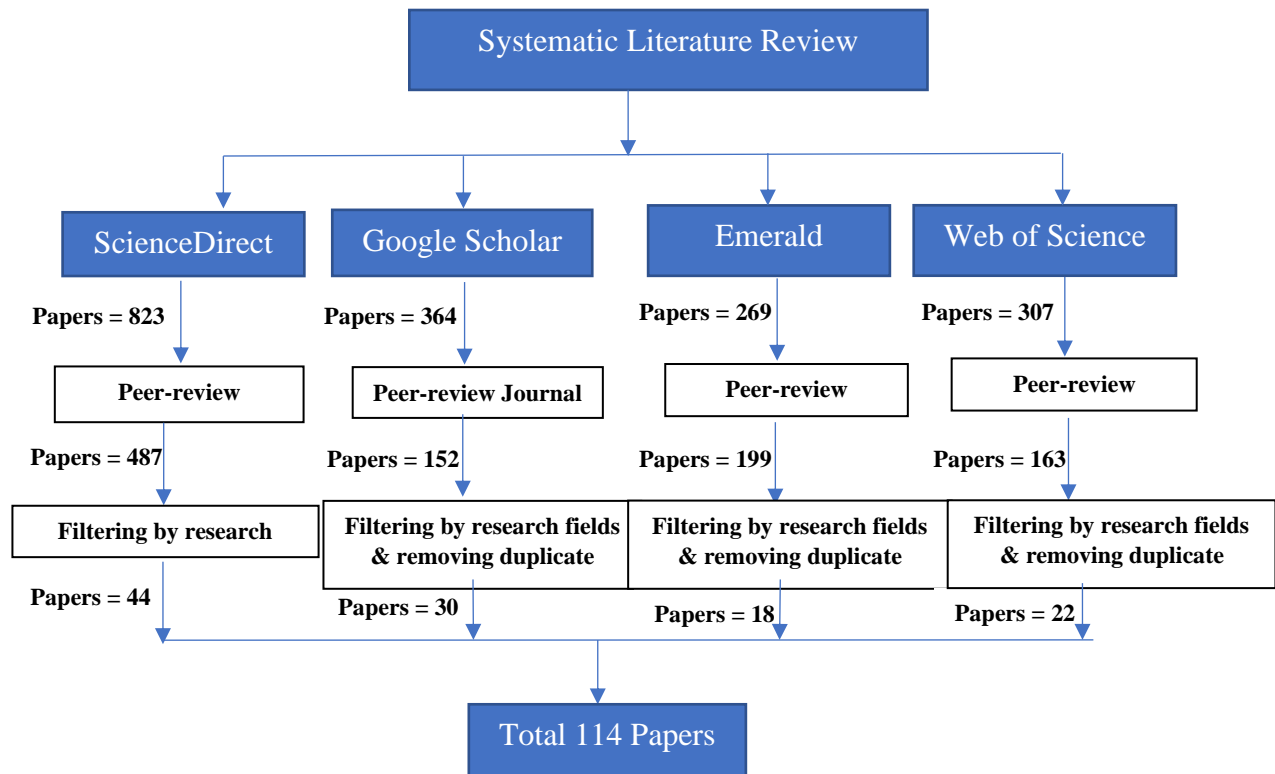 Systematic Literature Review
ScienceDirect
Google Scholar
Emerald
Web of Science
Papers = 823
Papers = 364
Papers = 269
Papers = 307
Peer-review
Peer-review Journal
Peer-review
Peer-review
Papers = 487
Papers = 152
Papers = 199
Papers = 163
Filtering by research
Filtering by research fields
& removing duplicate
Filtering by research fields
& removing duplicate
Filtering by research fields
& removing duplicate
Papers = 44
Papers = 30
Papers = 18
Papers = 22
Total 114 Papers